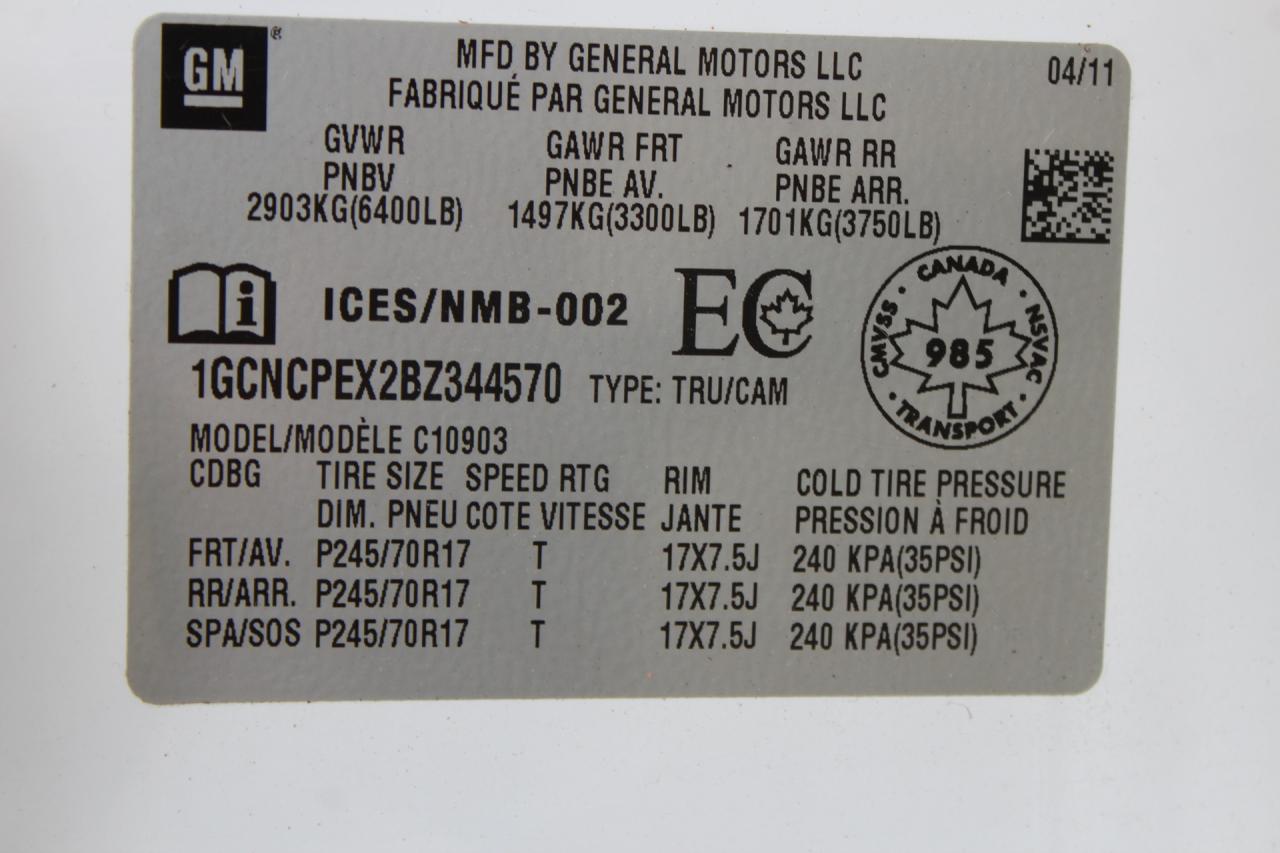 GM ®
MFD BY GENERAL MOTORS LLC 04/11
FABRIQUÉ PAR GENERAL MOTORS LLC
GVWR GAWR FRT GAWR RR
PNBV PNBE AV. PNBE ARR.
2903KG(6400LB) 1497KG(3300LB) 1701KG(3750LB)
i ICES/NMB-002 EC
CANADA
CMVSS · 985 · NSVAC
· TRANSPORT ·
1GCNCPEX2BZ344570 TYPE: TRU/CAM
MODEL/MODÈLE C10903
CDBG TIRE SIZE SPEED RTG RIM COLD TIRE PRESSURE
DIM. PNEU COTE VITESSE JANTE PRESSION À FROID
FRT/AV. P245/70R17 T 17X7.5J 240 KPA(35PSI)
RR/ARR. P245/70R17 T 17X7.5J 240 KPA(35PSI)
SPA/SOS P245/70R17 T 17X7.5J 240 KPA(35PSI)